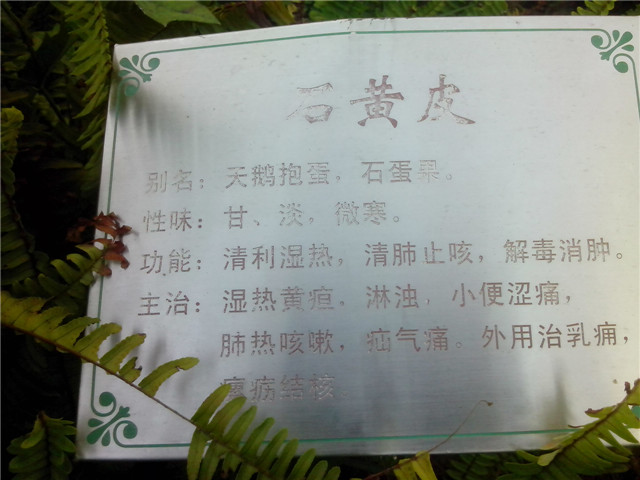 石黄皮
别名：天鹅抱蛋，石蛋果。
性味：甘、淡，微寒。
功能：清利湿热，清肺止咳，解毒消肿。
主治：湿热黄疸，淋浊，小便涩痛，
肺热咳嗽，疝气痛。外用治乳痈，
瘰疬结核